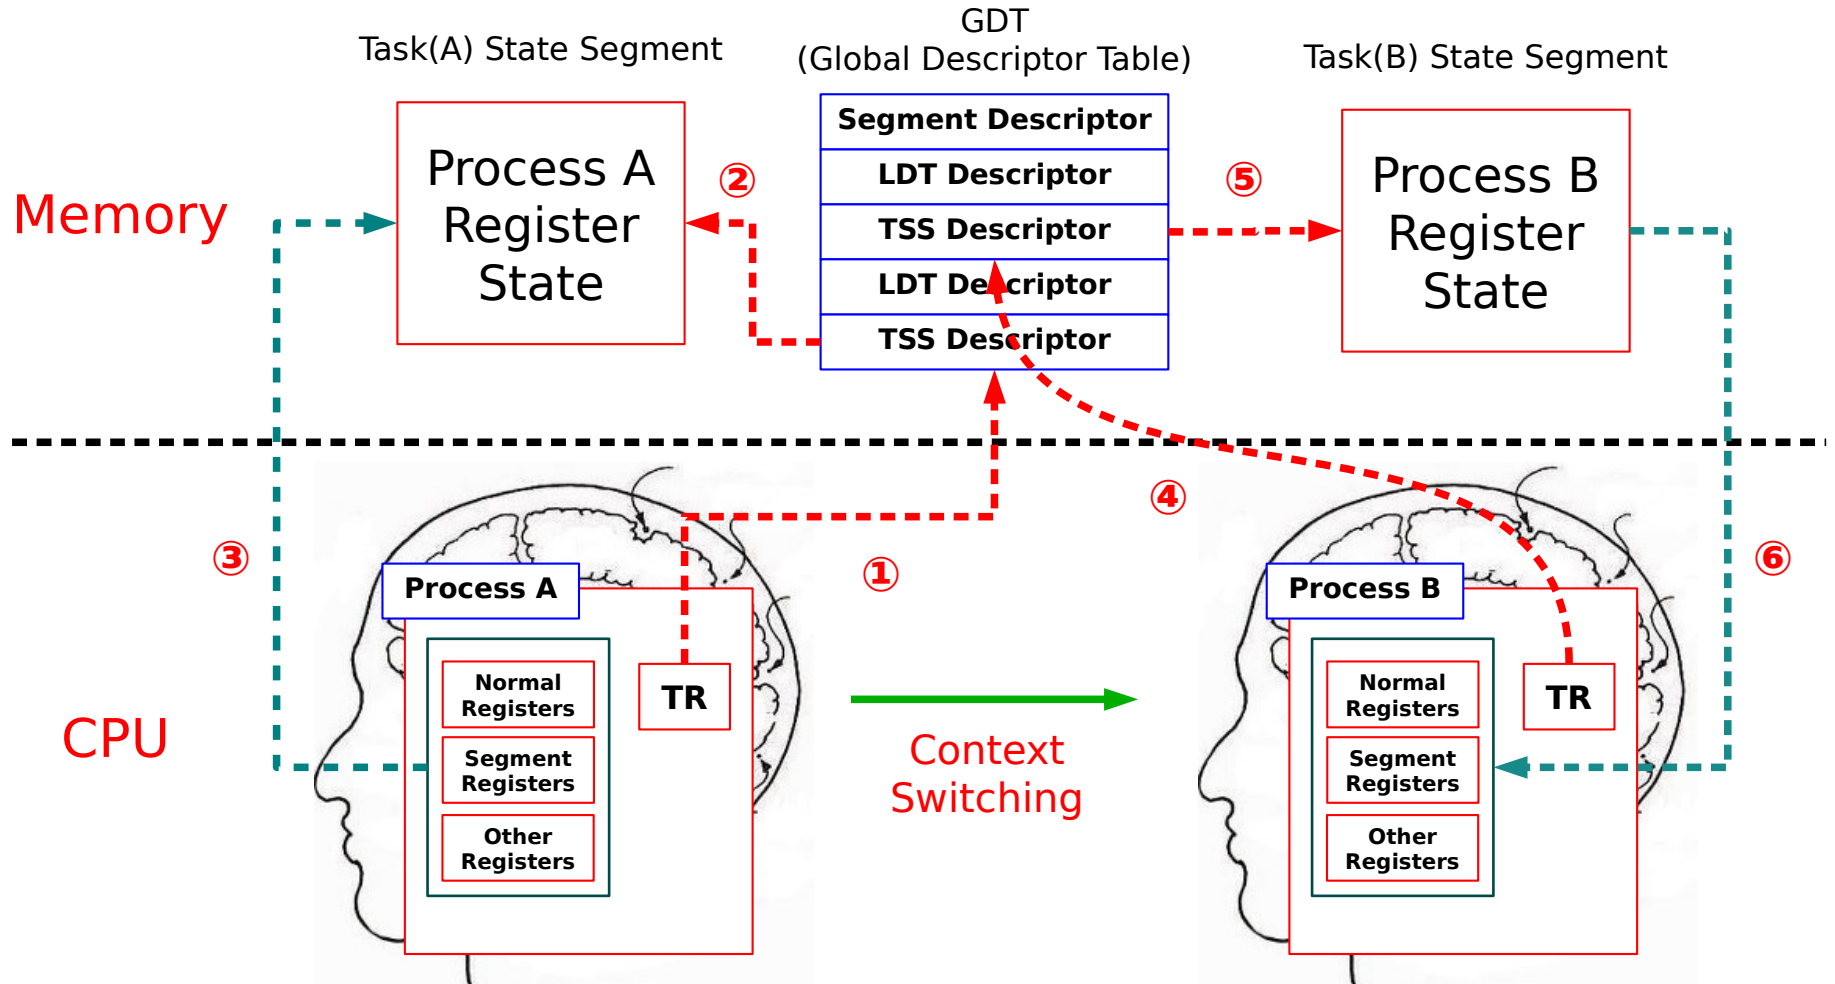 GDT
(Global Descriptor Table)
Task(A) State Segment
Task(B) State Segment
Segment Descriptor
LDT Descriptor
TSS Descriptor
LDT Descriptor
TSS Descriptor
Process A
Register
State
②
⑤
Process B
Register
State
Memory
④
③
①
⑥
Process A
Normal
Registers
Segment
Registers
Other
Registers
TR
Process B
Normal
Registers
Segment
Registers
Other
Registers
TR
CPU
Context
Switching